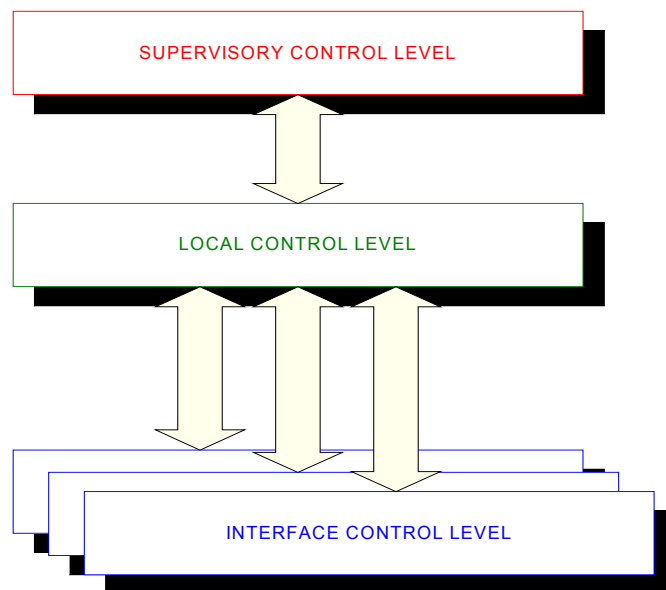 SUPERVISORY CONTROL LEVEL
LOCAL CONTROL LEVEL
INTERFACE CONTROL LEVEL